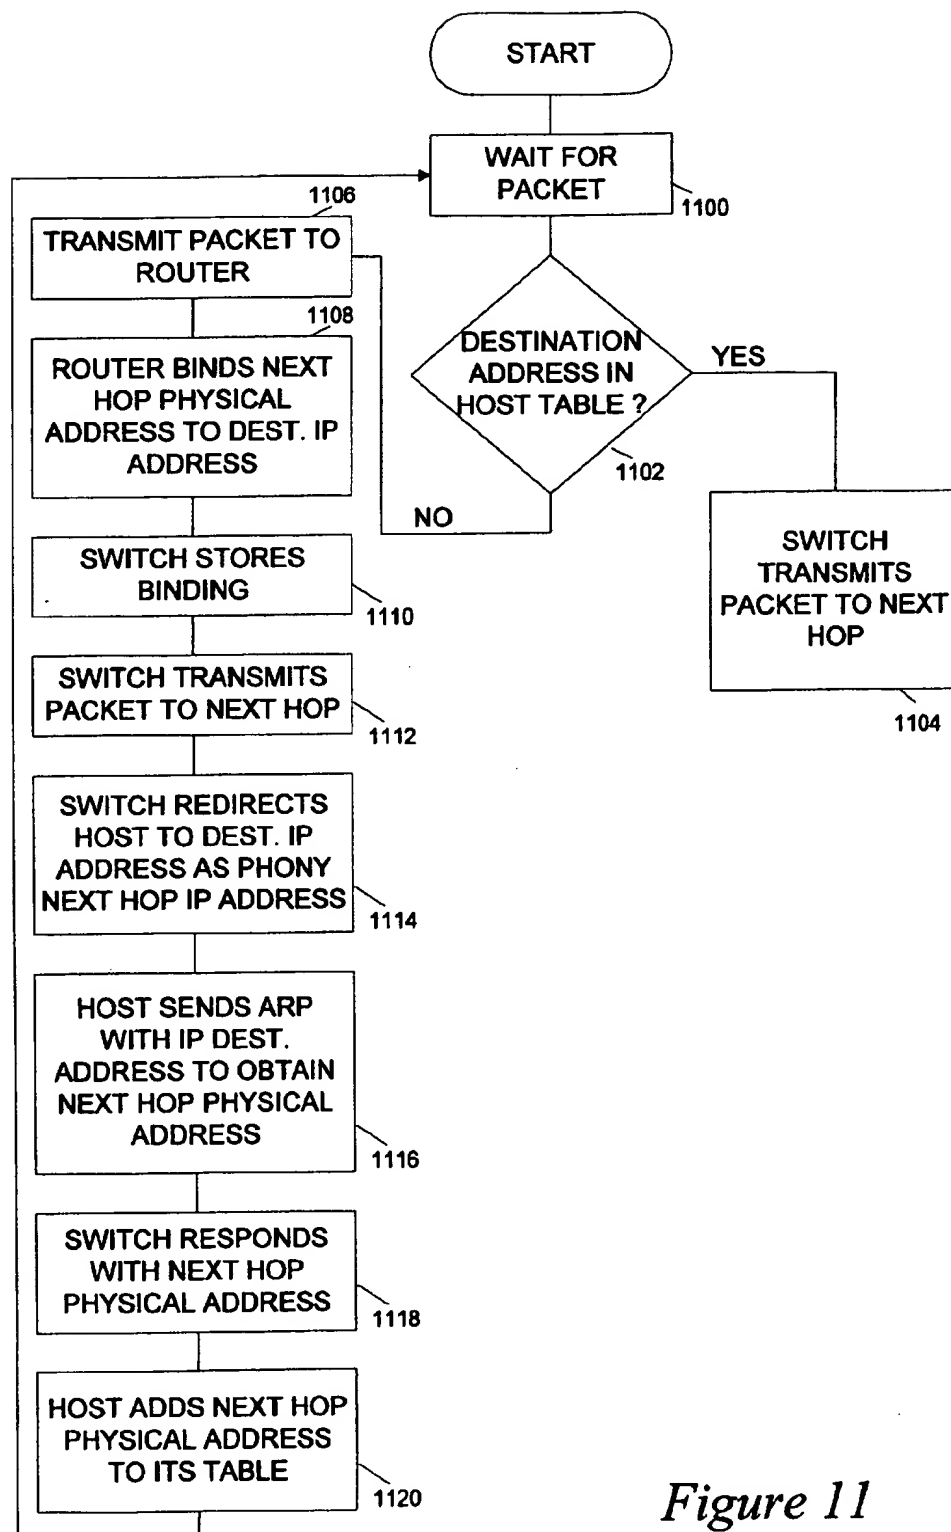 START
WAIT FOR
PACKET
1100
DESTINATION
ADDRESS IN
HOST TABLE ?
1102
YES
SWITCH
TRANSMITS
PACKET TO NEXT
HOP
1104
NO
1106
TRANSMIT PACKET TO
ROUTER
1108
ROUTER BINDS NEXT
HOP PHYSICAL
ADDRESS TO DEST. IP
ADDRESS
SWITCH STORES
BINDING
1110
SWITCH TRANSMITS
PACKET TO NEXT HOP
1112
SWITCH REDIRECTS
HOST TO DEST. IP
ADDRESS AS PHONY
NEXT HOP IP ADDRESS
1114
HOST SENDS ARP
WITH IP DEST.
ADDRESS TO OBTAIN
NEXT HOP PHYSICAL
ADDRESS
1116
SWITCH RESPONDS
WITH NEXT HOP
PHYSICAL ADDRESS
1118
HOST ADDS NEXT HOP
PHYSICAL ADDRESS
TO ITS TABLE
1120
Figure 11